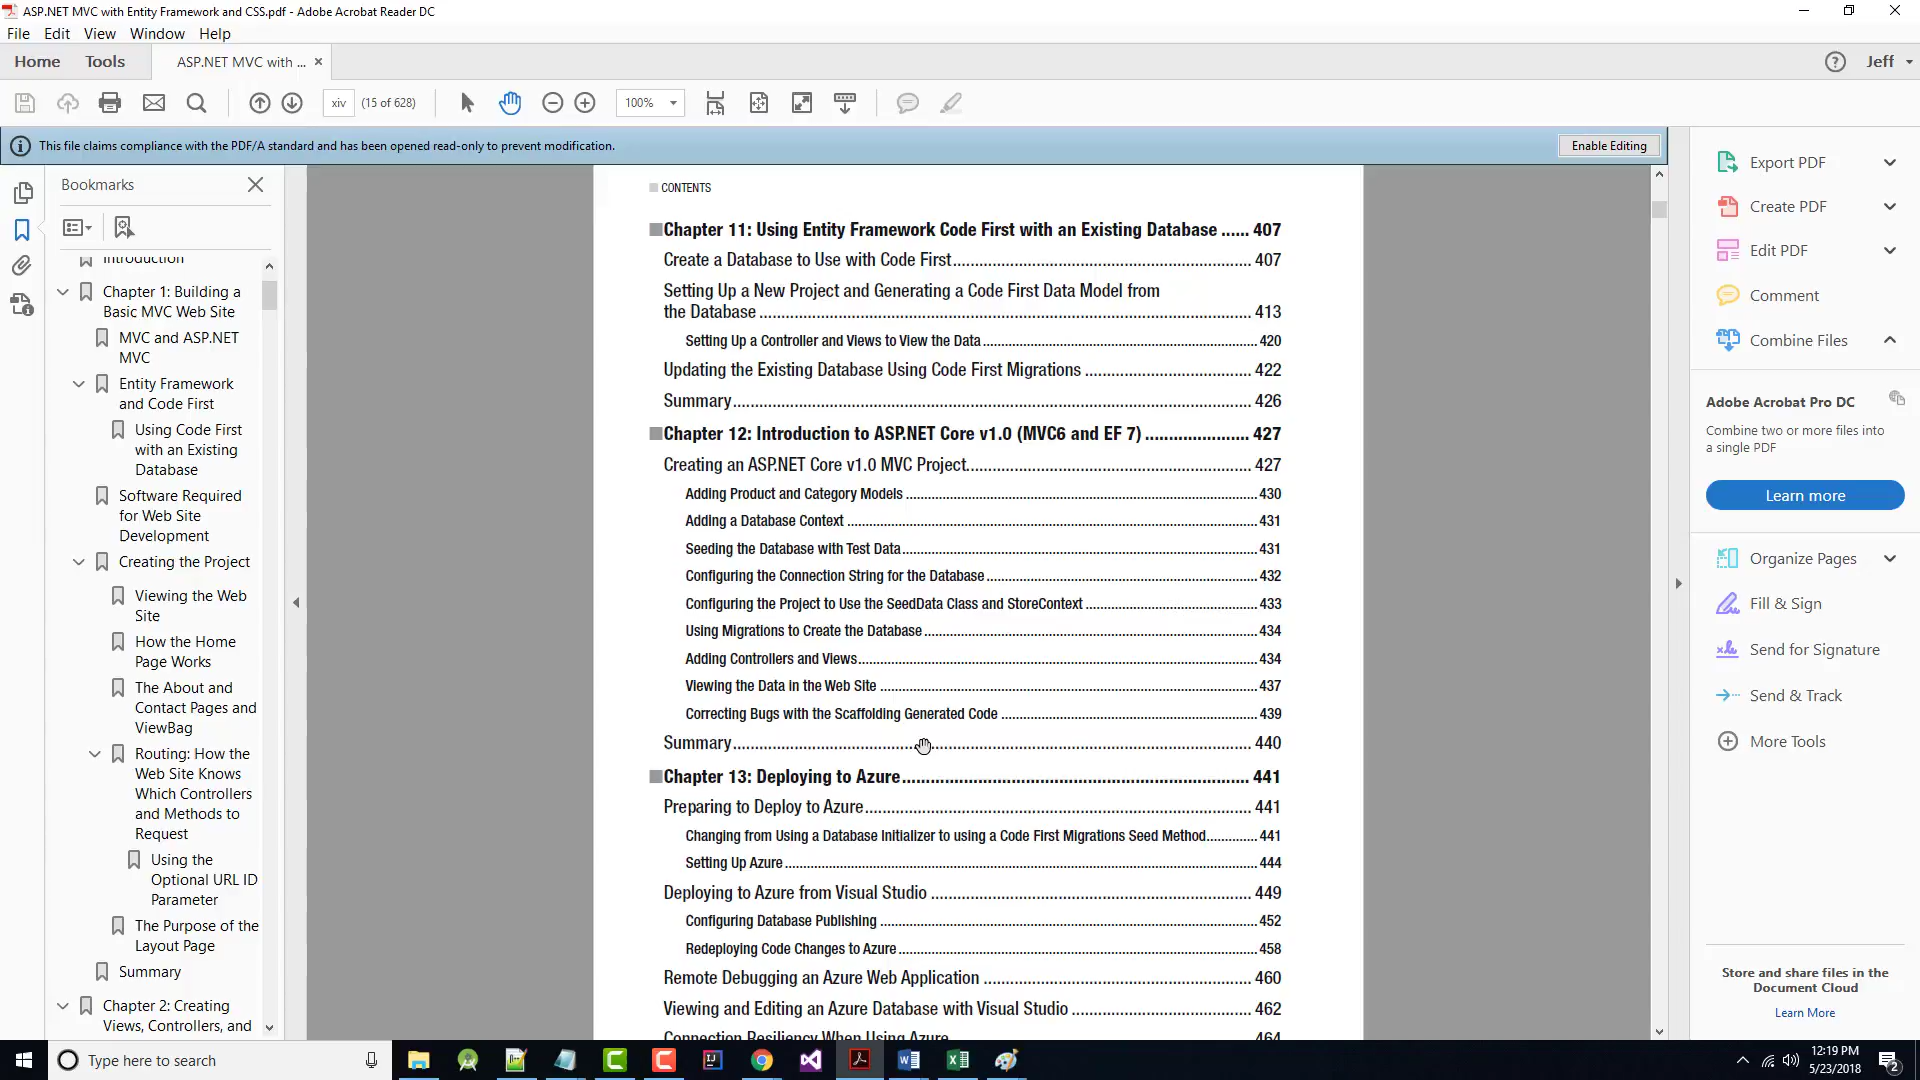 ASP.NET MVC with Entity Framework and CSS.pdf - Adobe Acrobat Reader DC
File Edit View Window Help
Home Tools ASP.NET MVC with ... × Jeff
xiv (15 of 628) 100%
This file claims compliance with the PDF/A standard and has been opened read-only to prevent modification. Enable Editing
Bookmarks
Introduction
Chapter 1: Building a
Basic MVC Web Site
MVC and ASP.NET
MVC
Entity Framework
and Code First
Using Code First
with an Existing
Database
Software Required
for Web Site
Development
Creating the Project
Viewing the Web
Site
How the Home
Page Works
The About and
Contact Pages and
ViewBag
Routing: How the
Web Site Knows
Which Controllers
and Methods to
Request
Using the
Optional URL ID
Parameter
The Purpose of the
Layout Page
Summary
Chapter 2: Creating
Views, Controllers, and
CONTENTS
Chapter 11: Using Entity Framework Code First with an Existing Database ...... 407
Create a Database to Use with Code First ...... 407
Setting Up a New Project and Generating a Code First Data Model from
the Database ...... 413
Setting Up a Controller and Views to View the Data ...... 420
Updating the Existing Database Using Code First Migrations ...... 422
Summary ...... 426
Chapter 12: Introduction to ASP.NET Core v1.0 (MVC6 and EF 7) ...... 427
Creating an ASP.NET Core v1.0 MVC Project ...... 427
Adding Product and Category Models ...... 430
Adding a Database Context ...... 431
Seeding the Database with Test Data ...... 431
Configuring the Connection String for the Database ...... 432
Configuring the Project to Use the SeedData Class and StoreContext ...... 433
Using Migrations to Create the Database ...... 434
Adding Controllers and Views ...... 434
Viewing the Data in the Web Site ...... 437
Correcting Bugs with the Scaffolding Generated Code ...... 439
Summary ...... 440
Chapter 13: Deploying to Azure ...... 441
Preparing to Deploy to Azure ...... 441
Changing from Using a Database Initializer to using a Code First Migrations Seed Method ...... 441
Setting Up Azure ...... 444
Deploying to Azure from Visual Studio ...... 449
Configuring Database Publishing ...... 452
Redeploying Code Changes to Azure ...... 458
Remote Debugging an Azure Web Application ...... 460
Viewing and Editing an Azure Database with Visual Studio ...... 462
Connection Resiliency When Using Azure ...... 464
Export PDF
Create PDF
Edit PDF
Comment
Combine Files
Adobe Acrobat Pro DC
Combine two or more files into
a single PDF
Learn more
Organize Pages
Fill & Sign
Send for Signature
Send & Track
More Tools
Store and share files in the
Document Cloud
Learn More
Type here to search
12:19 PM
5/23/2018
2